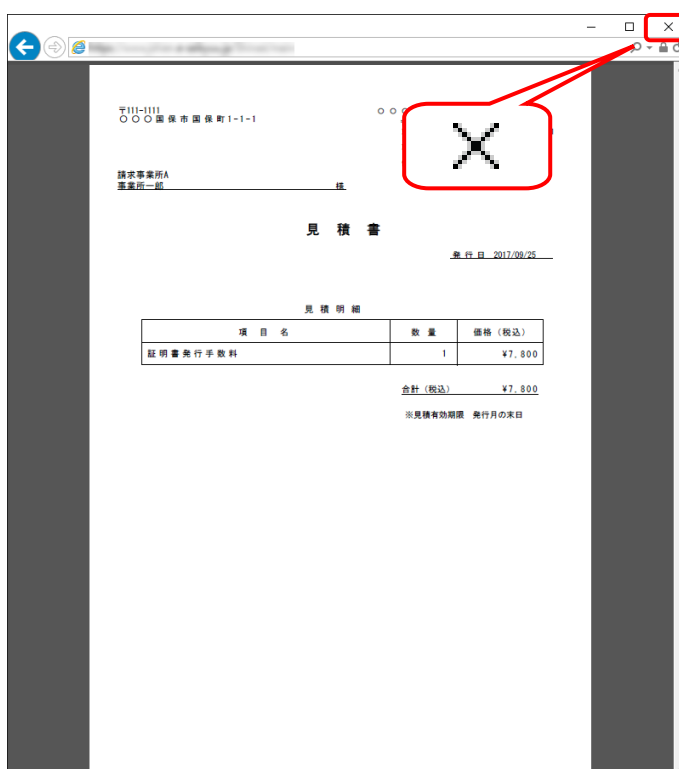 〒111-1111
〇〇〇国保市国保町1-1-1
〇〇
請求事業所A
事業所一郎 様
見 積 書
発行日 2017/09/25
見積明細
項 目 名 数 量 価格（税込）
証明書発行手数料 1 ¥7,800
合計（税込） ¥7,800
※見積有効期限 発行月の末日